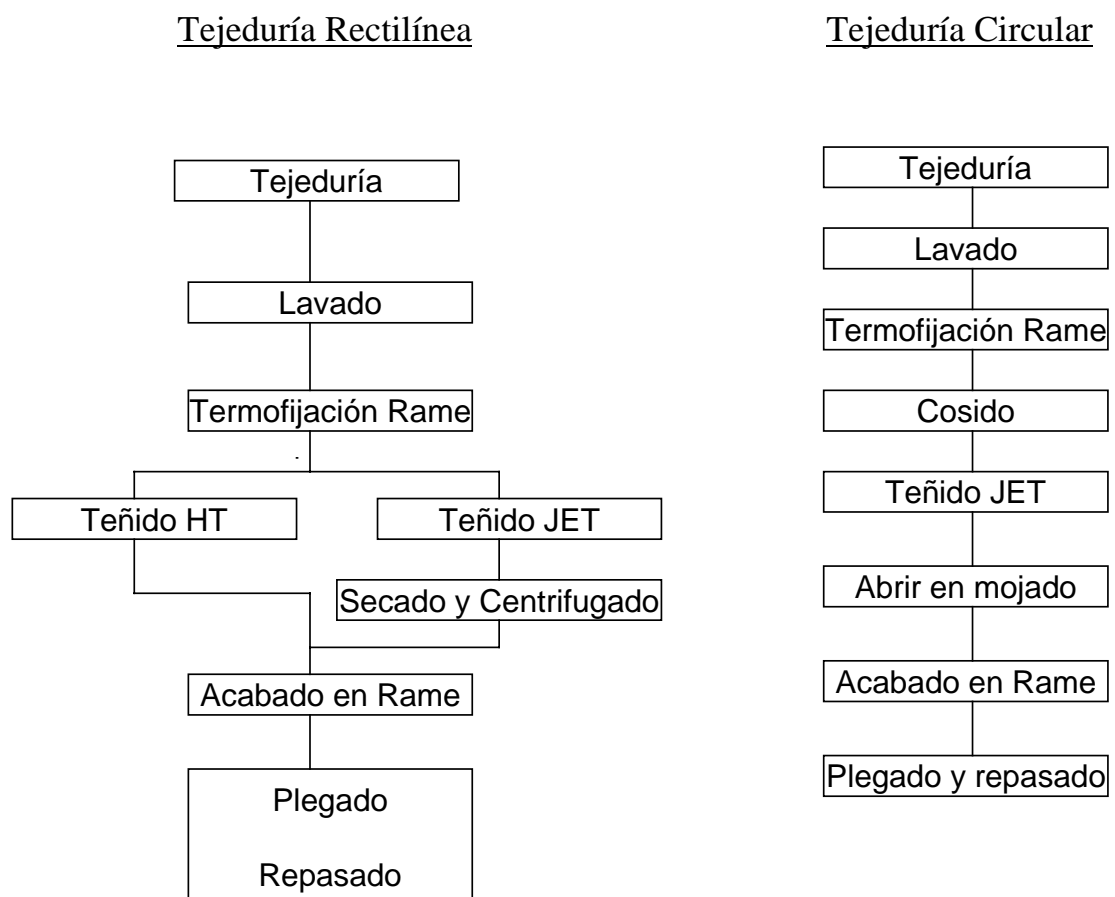 Tejeduría Rectilínea
Tejeduría Circular
Tejeduría
Lavado
Termofijación Rame
Teñido HT
Teñido JET
Secado y Centrifugado
Acabado en Rame
Plegado
Repasado
Tejeduría
Lavado
Termofijación Rame
Cosido
Teñido JET
Abrir en mojado
Acabado en Rame
Plegado y repasado